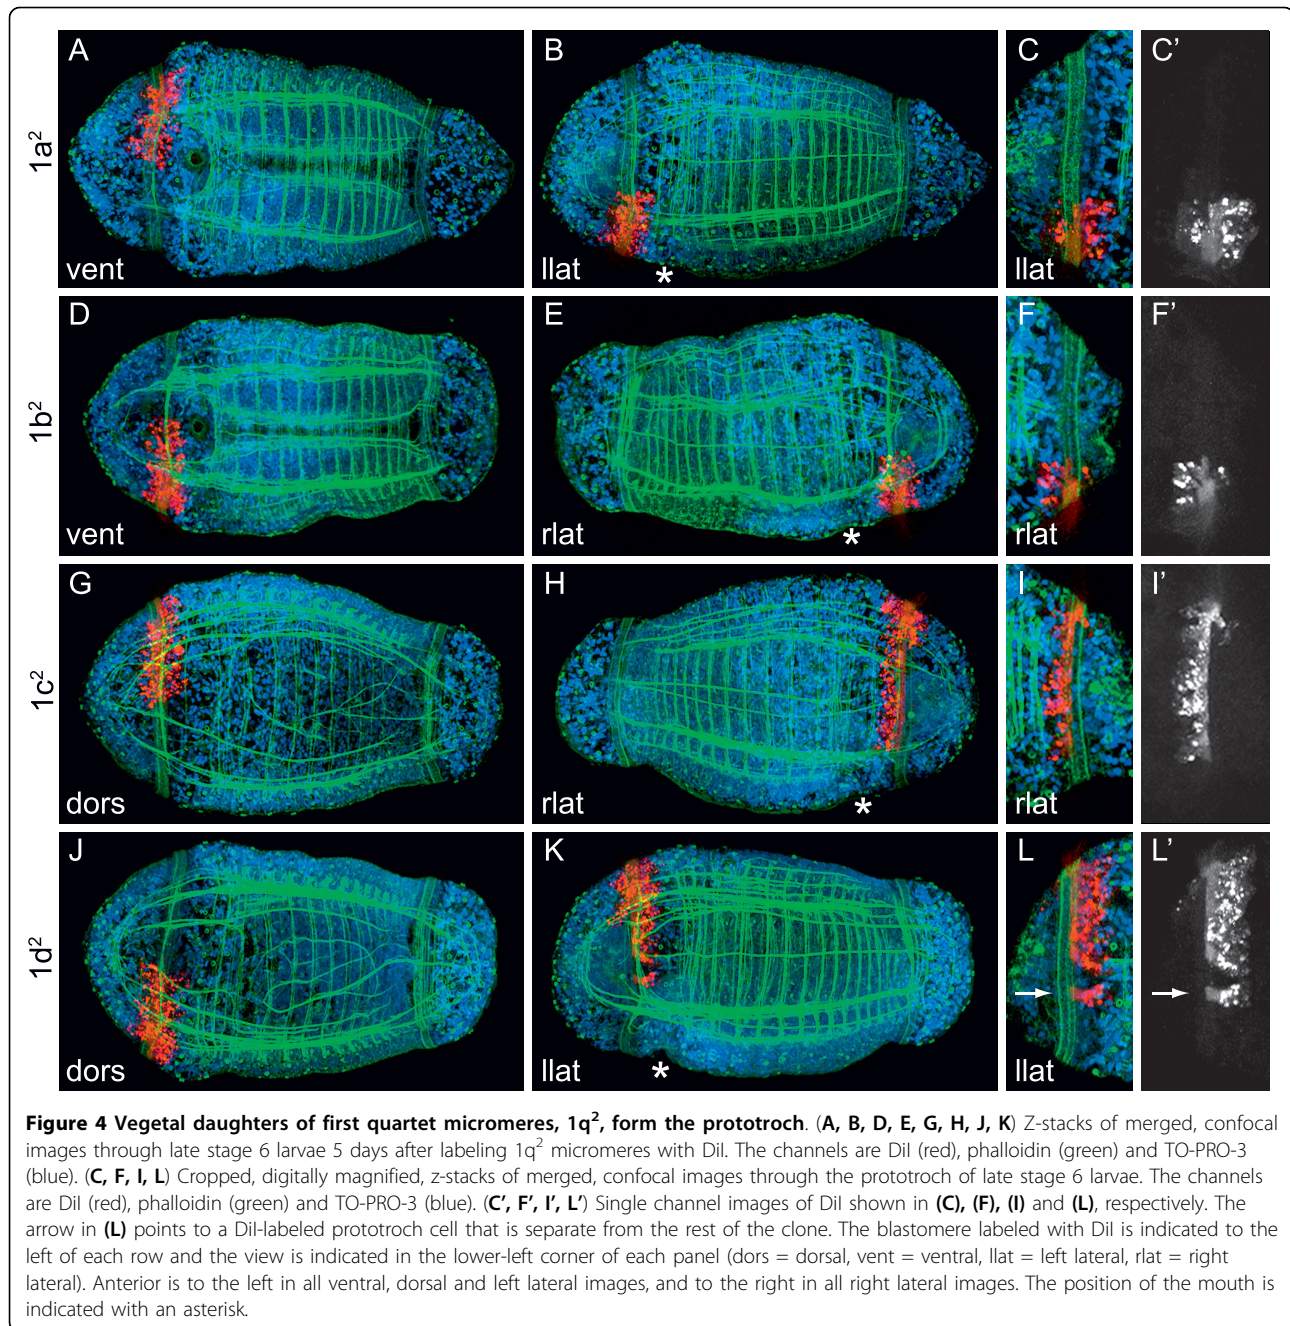 A
B
C
C’
1a²
vent
llat
*
llat
D
E
F
F’
1b²
vent
rlat
*
rlat
G
H
I
I’
1c²
dors
rlat
*
rlat
J
K
L
L’
1d²
dors
llat
*
llat
Figure 4 Vegetal daughters of first quartet micromeres, 1q², form the prototroch. (A, B, D, E, G, H, J, K) Z-stacks of merged, confocal
images through late stage 6 larvae 5 days after labeling 1q² micromeres with DiI. The channels are DiI (red), phalloidin (green) and TO-PRO-3
(blue). (C, F, I, L) Cropped, digitally magnified, z-stacks of merged, confocal images through the prototroch of late stage 6 larvae. The channels
are DiI (red), phalloidin (green) and TO-PRO-3 (blue). (C’, F’, I’, L’) Single channel images of DiI shown in (C), (F), (I) and (L), respectively. The
arrow in (L) points to a DiI-labeled prototroch cell that is separate from the rest of the clone. The blastomere labeled with DiI is indicated to the
left of each row and the view is indicated in the lower-left corner of each panel (dors = dorsal, vent = ventral, llat = left lateral, rlat = right
lateral). Anterior is to the left in all ventral, dorsal and left lateral images, and to the right in all right lateral images. The position of the mouth is
indicated with an asterisk.